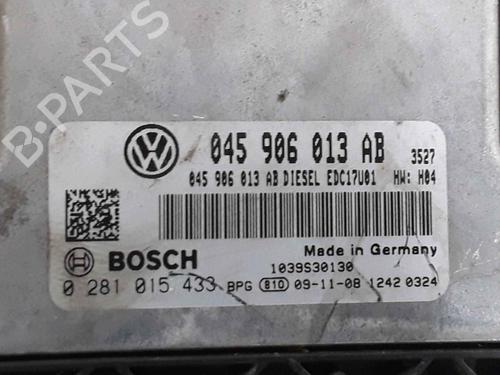 B-PARTS
045 906 013 AB 3527
045 906 013 AB DIESEL EDC17U01 HW: H04
BOSCH
Made in Germany
1039S30130
0 281 015 433 BPG 810 09-11-08 1242 0324